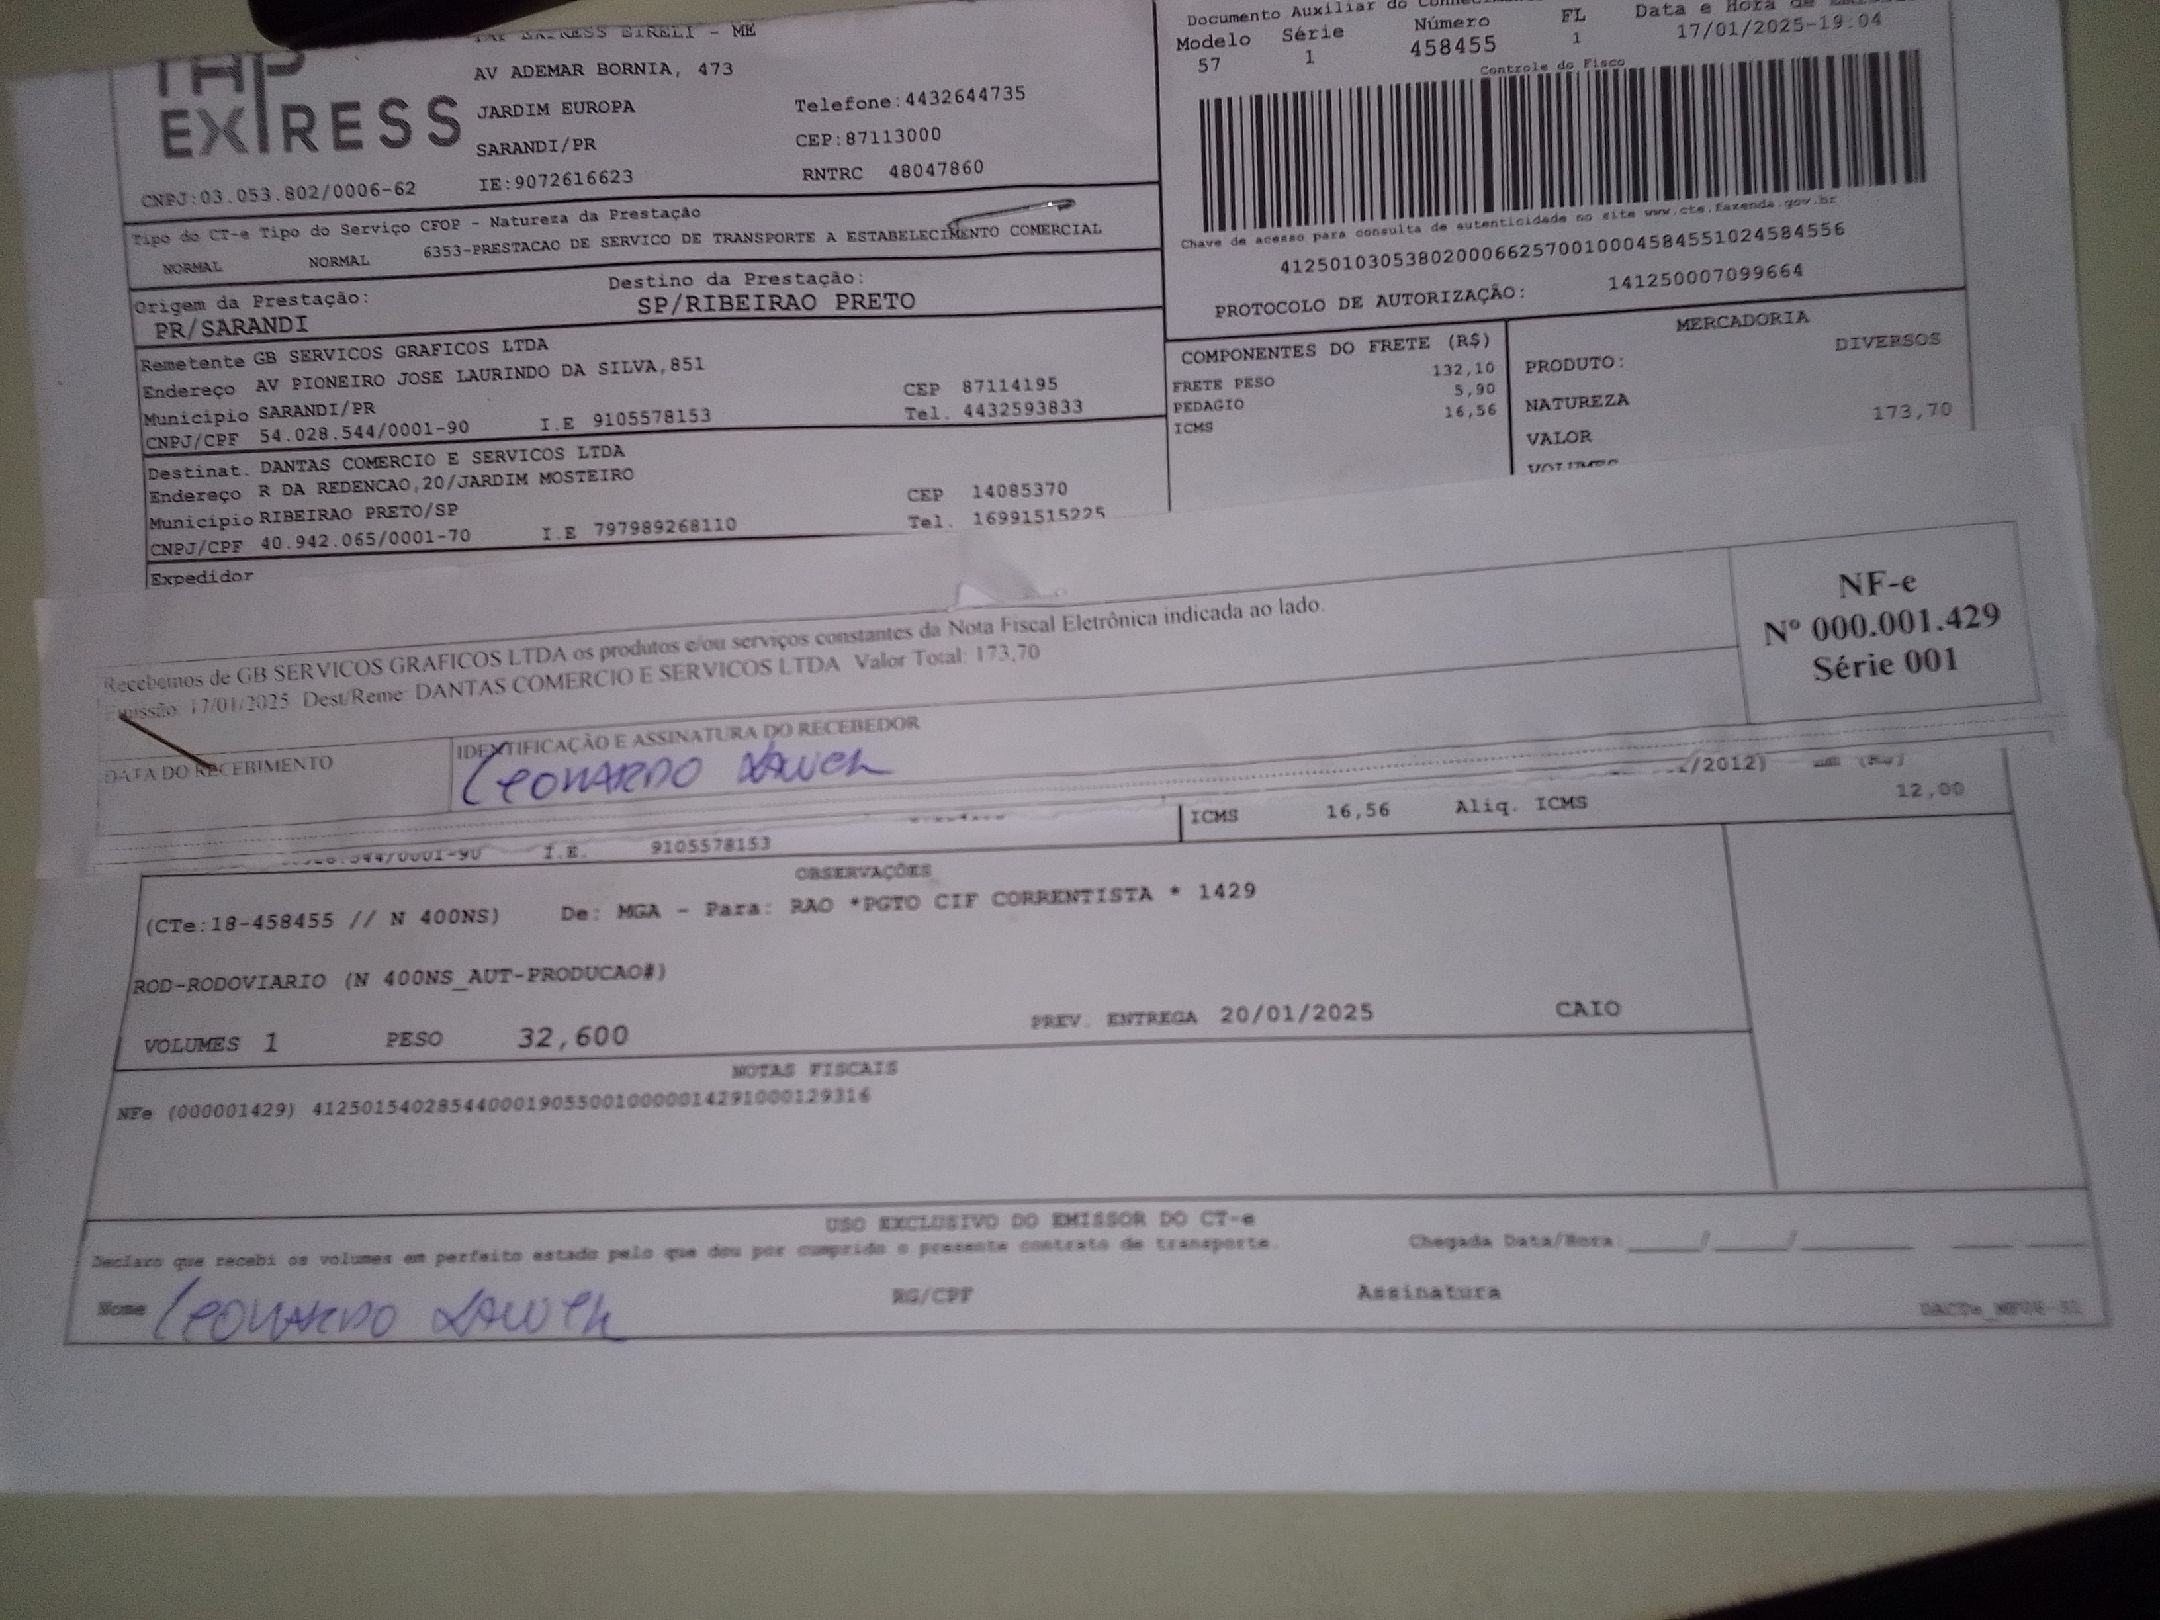 TAP EXPRESS
TAP EXPRESS EIRELI - ME
AV ADEMAR BORNIA, 473
JARDIM EUROPA Telefone:4432644735
SARANDI/PR CEP:87113000
CNPJ:03.053.802/0006-62 IE:9072616623 RNTRC 48047860
Documento Auxiliar do
Modelo Série Número FL Data e Hora de
57 1 458455 1 17/01/2025-19:04
Controle do Fisco
Chave de acesso para consulta de autenticidade no site www.cte.fazenda.gov.br
41250103053802000662570010004584551024584556
PROTOCOLO DE AUTORIZAÇÃO: 141250007099664
Tipo do CT-e Tipo do Serviço CFOP - Natureza da Prestação
NORMAL NORMAL 6353-PRESTACAO DE SERVICO DE TRANSPORTE A ESTABELECIMENTO COMERCIAL
Origem da Prestação: Destino da Prestação:
PR/SARANDI SP/RIBEIRAO PRETO
Remetente GB SERVICOS GRAFICOS LTDA
Endereço AV PIONEIRO JOSE LAURINDO DA SILVA,851
Município SARANDI/PR CEP 87114195
CNPJ/CPF 54.028.544/0001-90 I.E 9105578153 Tel. 4432593833
Destinat. DANTAS COMERCIO E SERVICOS LTDA
Endereço R DA REDENCAO,20/JARDIM MOSTEIRO
Município RIBEIRAO PRETO/SP CEP 14085370
CNPJ/CPF 40.942.065/0001-70 I.E 797989268110 Tel. 16991515225
Expedidor
COMPONENTES DO FRETE (R$)
FRETE PESO 132,10
PEDAGIO 5,90
ICMS 16,56
MERCADORIA
PRODUTO: DIVERSOS
NATUREZA
VALOR 173,70
VOLUMES
Recebemos de GB SERVICOS GRAFICOS LTDA os produtos e/ou serviços constantes da Nota Fiscal Eletrônica indicada ao lado.
Emissão: 17/01/2025 Dest/Reme: DANTAS COMERCIO E SERVICOS LTDA Valor Total: 173,70
NF-e
Nº 000.001.429
Série 001
DATA DO RECEBIMENTO IDENTIFICAÇÃO E ASSINATURA DO RECEBEDOR
LEONARDO
/2012)
ICMS 16,56 Aliq. ICMS 12,00
.544/0001-90 I.E. 9105578153
OBSERVAÇÕES
(CTe:18-458455 // N 400NS) De: MGA - Para: RAO *PGTO CIF CORRENTISTA * 1429
ROD-RODOVIARIO (N 400NS_AUT-PRODUCAO#)
VOLUMES 1 PESO 32,600 PREV. ENTREGA 20/01/2025 CAIO
NOTAS FISCAIS
NFe (000001429) 41250154028544000190550010000014291000129316
USO EXCLUSIVO DO EMISSOR DO CT-e
Declaro que recebi os volumes em perfeito estado pelo que dou por cumprido o presente contrato de transporte. Chegada Data/Hora: ____/____/______ ___ ___
Nome LEONARDO RG/CPF Assinatura